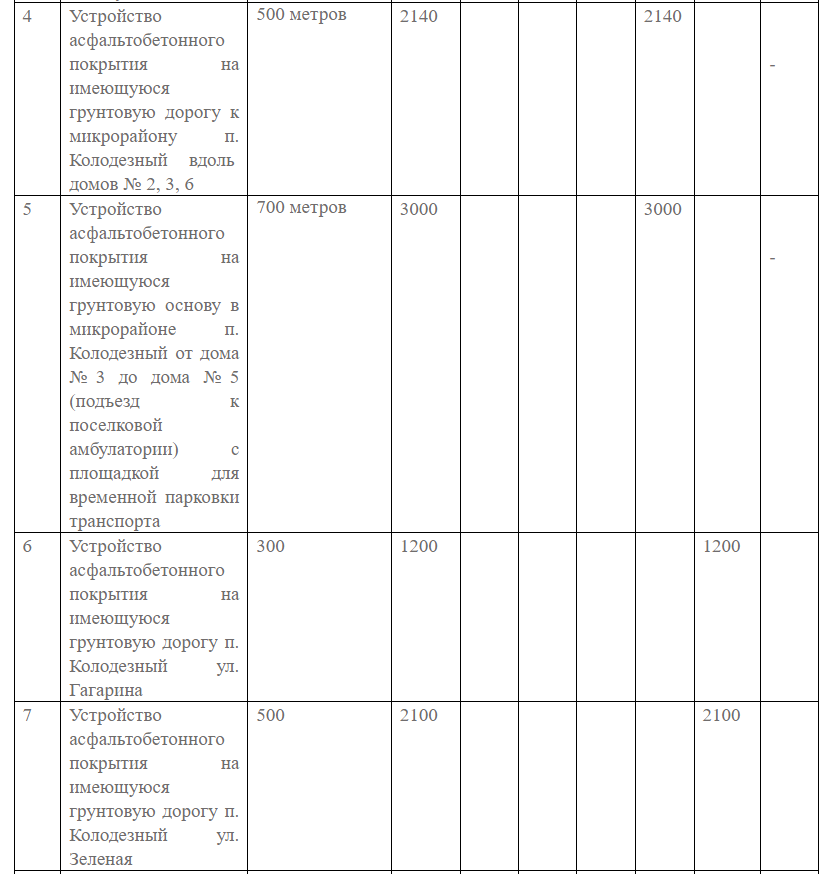 4 Устройство 500 метров 2140 2140
асфальтобетонного
покрытия на -
имеющуюся
грунтовую дорогу к
микрорайону п.
Колодезный вдоль
домов № 2, 3, 6
5 Устройство 700 метров 3000 3000
асфальтобетонного
покрытия на -
имеющуюся
грунтовую основу в
микрорайоне п.
Колодезный от дома
№ 3 до дома № 5
(подъезд к
поселковой
амбулатории) с
площадкой для
временной парковки
транспорта
6 Устройство 300 1200 1200
асфальтобетонного
покрытия на
имеющуюся
грунтовую дорогу п.
Колодезный ул.
Гагарина
7 Устройство 500 2100 2100
асфальтобетонного
покрытия на
имеющуюся
грунтовую дорогу п.
Колодезный ул.
Зеленая